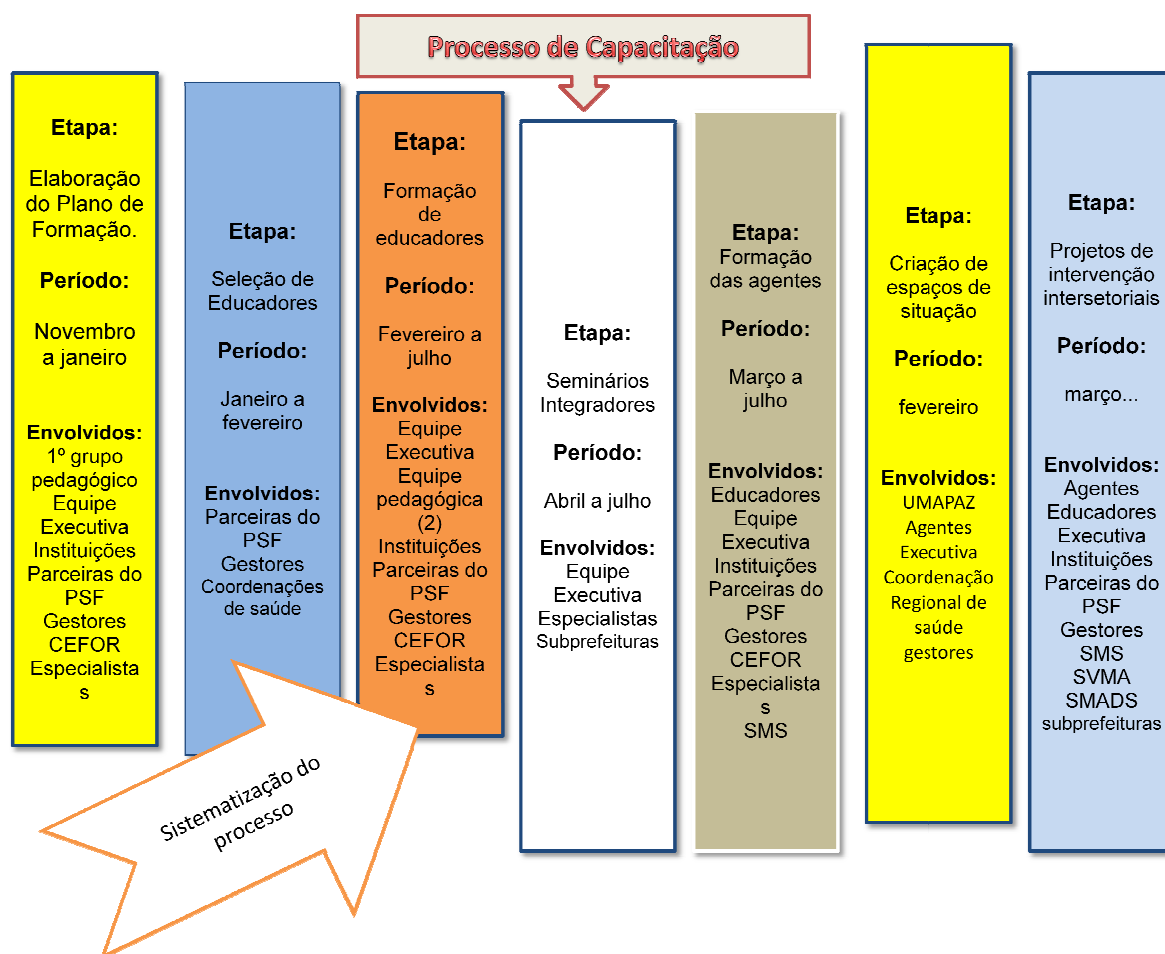 Processo de Capacitação
Etapa:
Elaboração
do Plano de
Formação.
Período:
Novembro
a janeiro
Envolvidos:
1º grupo
pedagógico
Equipe
Executiva
Instituições
Parceiras do
PSF
Gestores
CEFOR
Especialista
s
Etapa:
Seleção de
Educadores
Período:
Janeiro a
fevereiro
Envolvidos:
Parceiras do
PSF
Gestores
Coordenações
de saúde
Etapa:
Formação
de
educadores
Período:
Fevereiro a
julho
Envolvidos:
Equipe
Executiva
Equipe
pedagógica
(2)
Instituições
Parceiras do
PSF
Gestores
CEFOR
Especialista
s
Etapa:
Seminários
Integradores
Período:
Abril a julho
Envolvidos:
Equipe
Executiva
Especialistas
Subprefeituras
Etapa:
Formação
das agentes
Período:
Março a
julho
Envolvidos:
Educadores
Equipe
Executiva
Instituições
Parceiras do
PSF
Gestores
CEFOR
Especialista
s
SMS
Etapa:
Criação de
espaços de
situação
Período:
fevereiro
Envolvidos:
UMAPAZ
Agentes
Executiva
Coordenação
Regional de
saúde
gestores
Etapa:
Projetos de
intervenção
intersetoriais
Período:
março...
Envolvidos:
Agentes
Educadores
Executiva
Instituições
Parceiras do
PSF
Gestores
SMS
SVMA
SMADS
subprefeituras
Sistematização do
processo